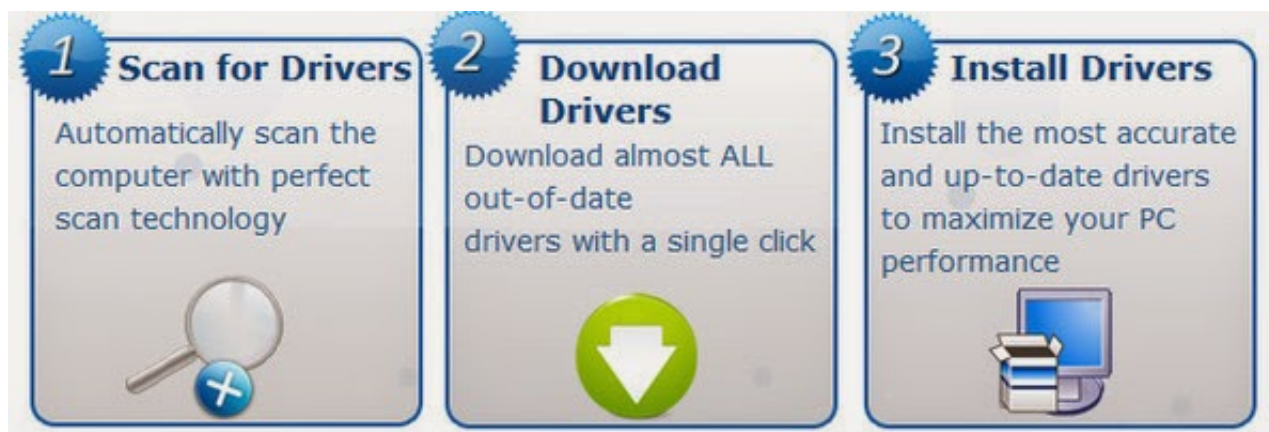 1
Scan for Drivers
Automatically scan the
computer with perfect
scan technology
2
Download
Drivers
Download almost ALL
out-of-date
drivers with a single click
3
Install Drivers
Install the most accurate
and up-to-date drivers
to maximize your PC
performance